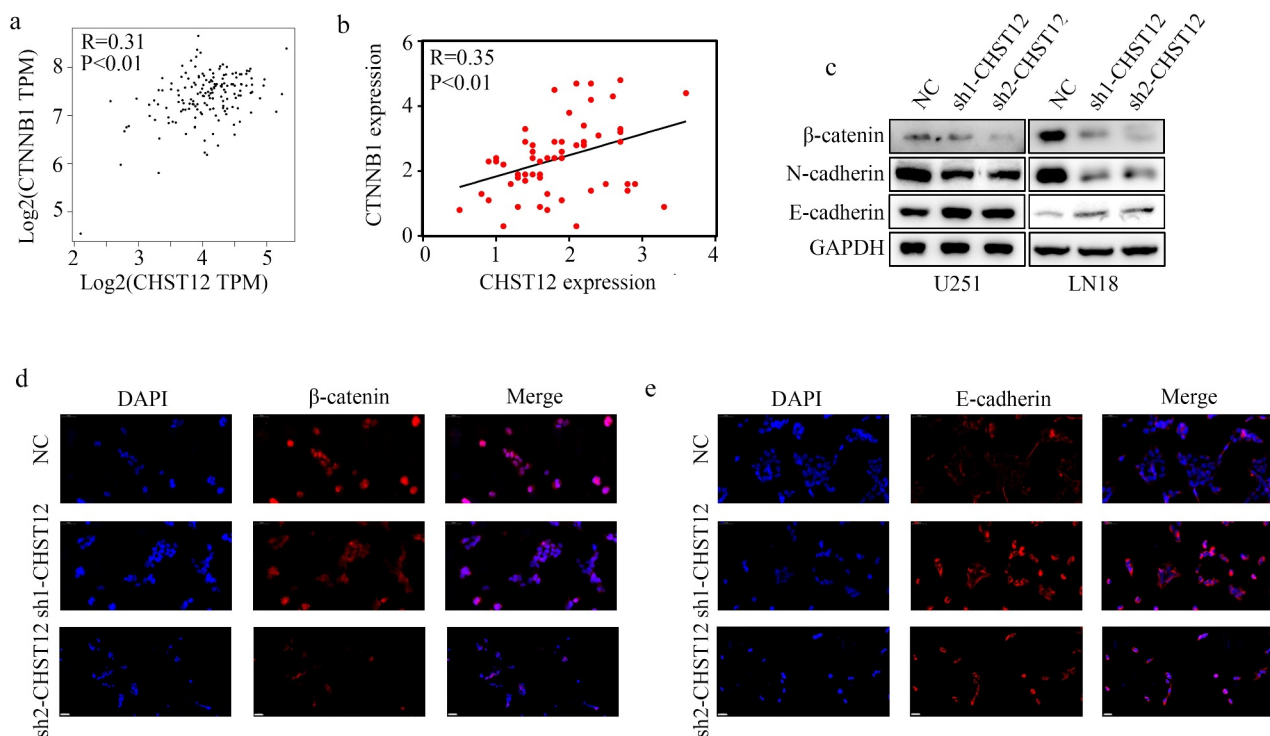 a
R=0.31
P<0.01
Log2(CTNNB1 TPM)
8
7
6
5
2
3
4
5
Log2(CHST12 TPM)
b
R=0.35
P<0.01
CTNNB1 expression
6
4
2
0
0
1
2
3
4
CHST12 expression
c
NC
sh1-CHST12
sh2-CHST12
NC
sh1-CHST12
sh2-CHST12
β-catenin
N-cadherin
E-cadherin
GAPDH
U251
LN18
d
DAPI
β-catenin
Merge
NC
sh1-CHST12
sh2-CHST12
e
DAPI
E-cadherin
Merge
NC
sh1-CHST12
sh2-CHST12